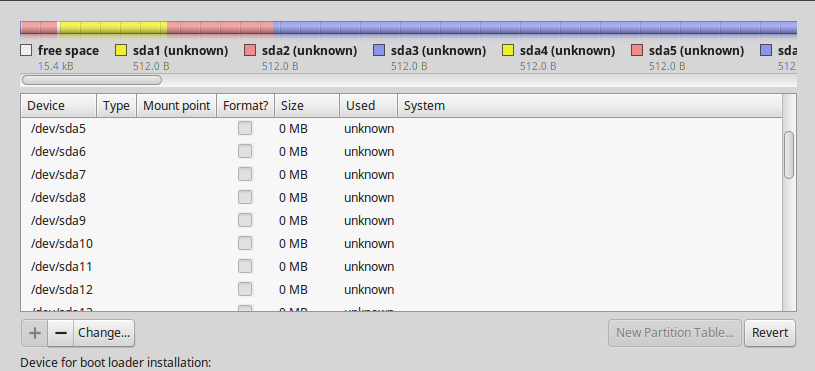 free space sda1 (unknown) sda2 (unknown) sda3 (unknown) sda4 (unknown) sda5 (unknown) sda
15.4 kB 512.0 B 512.0 B 512.0 B 512.0 B 512.0 B 512.
Device Type Mount point Format? Size Used System
/dev/sda5 0 MB unknown
/dev/sda6 0 MB unknown
/dev/sda7 0 MB unknown
/dev/sda8 0 MB unknown
/dev/sda9 0 MB unknown
/dev/sda10 0 MB unknown
/dev/sda11 0 MB unknown
/dev/sda12 0 MB unknown
+ − Change... New Partition Table... Revert
Device for boot loader installation: